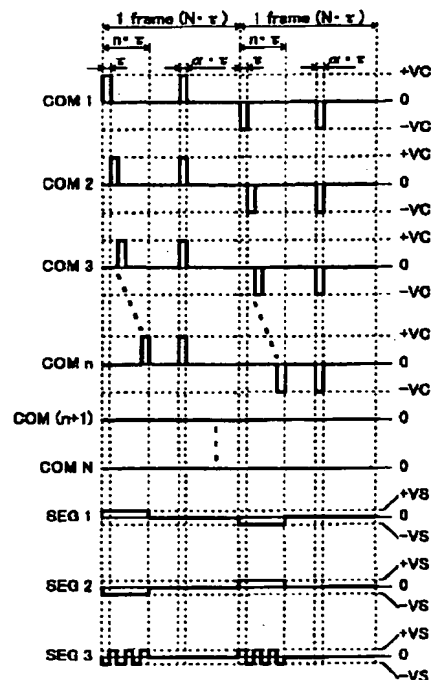 1 frame (N・τ) 1 frame (N・τ)
n・τ n・τ
τ α・τ τ α・τ
+VC
COM 1 0
-VC
+VC
COM 2 0
-VC
+VC
COM 3 0
-VC
+VC
COM n 0
-VC
COM (n+1) 0
COM N 0
+VS
SEG 1 0
-VS
+VS
SEG 2 0
-VS
+VS
SEG 3 0
-VS